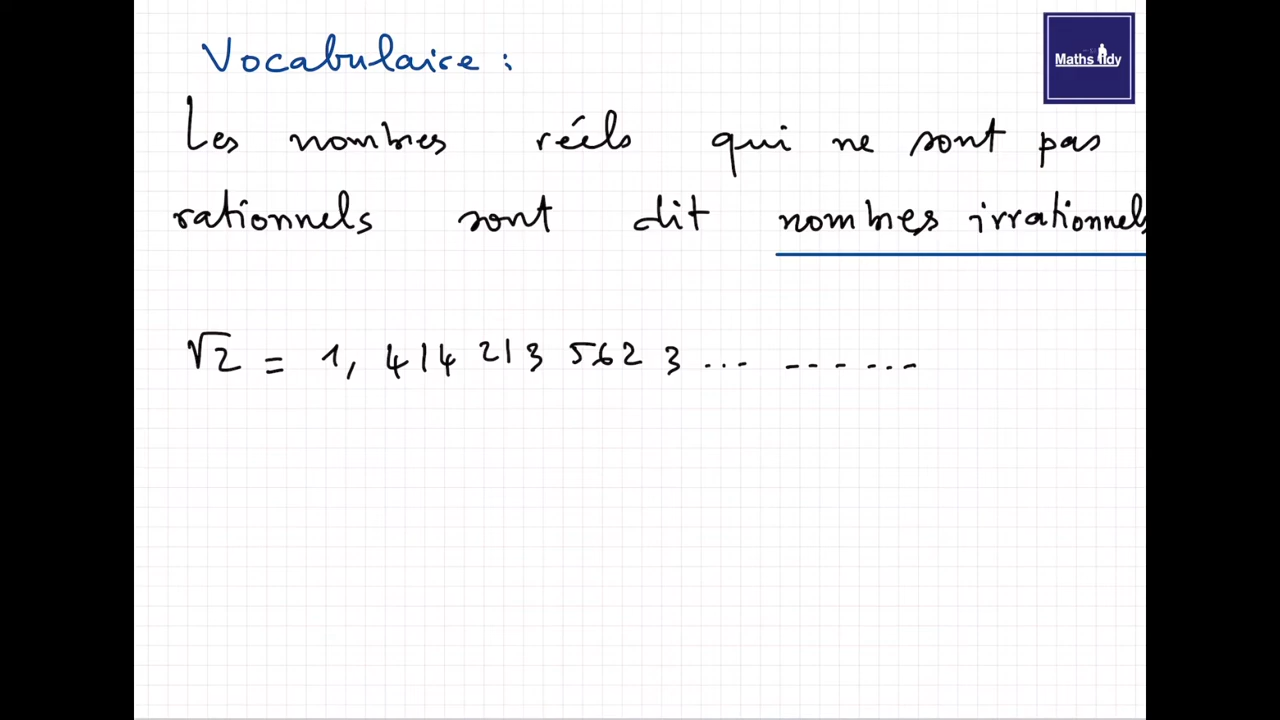 Vocabulaire :
Maths Ady
Les nombres réels qui ne sont pas
rationnels sont dit nombres irrationnels
√2 = 1, 414 213 562 3 ... --- ---